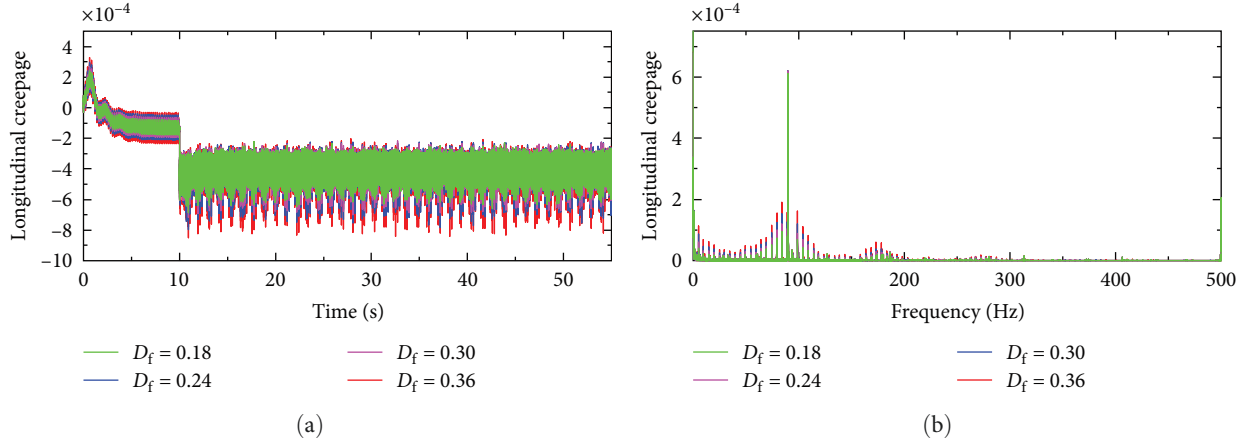 ×10⁻⁴
4
2
0
−2
−4
−6
−8
−10
Longitudinal creepage
0 10 20 30 40 50
Time (s)
D_f = 0.18
D_f = 0.30
D_f = 0.24
D_f = 0.36
(a)
×10⁻⁴
6
4
2
0
Longitudinal creepage
0 100 200 300 400 500
Frequency (Hz)
D_f = 0.18
D_f = 0.30
D_f = 0.24
D_f = 0.36
(b)